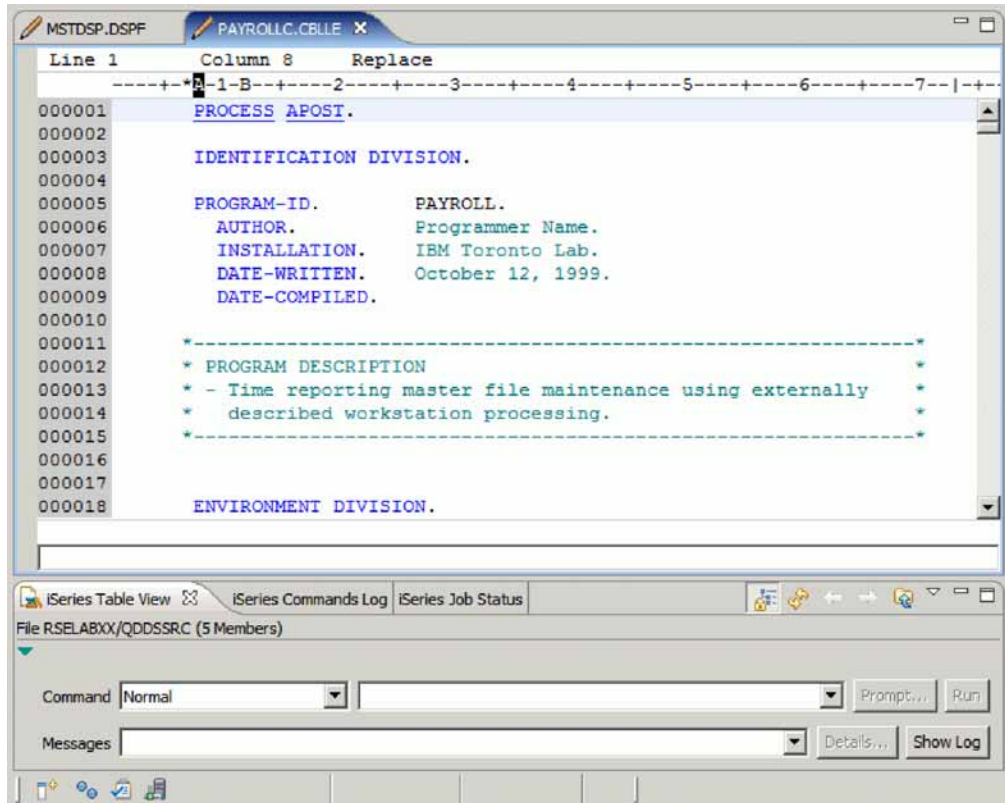 MSTDSP.DSPF PAYROLLC.CBLLE
Line 1 Column 8 Replace
----+-*A-1-B--+----2----+----3----+----4----+----5----+----6----+----7--|-+--
000001 PROCESS APOST.
000002
000003 IDENTIFICATION DIVISION.
000004
000005 PROGRAM-ID. PAYROLL.
000006 AUTHOR. Programmer Name.
000007 INSTALLATION. IBM Toronto Lab.
000008 DATE-WRITTEN. October 12, 1999.
000009 DATE-COMPILED.
000010
000011 *--------------------------------------------------------------*
000012 * PROGRAM DESCRIPTION *
000013 * - Time reporting master file maintenance using externally *
000014 * described workstation processing. *
000015 *--------------------------------------------------------------*
000016
000017
000018 ENVIRONMENT DIVISION.
iSeries Table View iSeries Commands Log iSeries Job Status
File RSELABXX/QDDSSRC (5 Members)
Command Normal Prompt... Run
Messages Details... Show Log